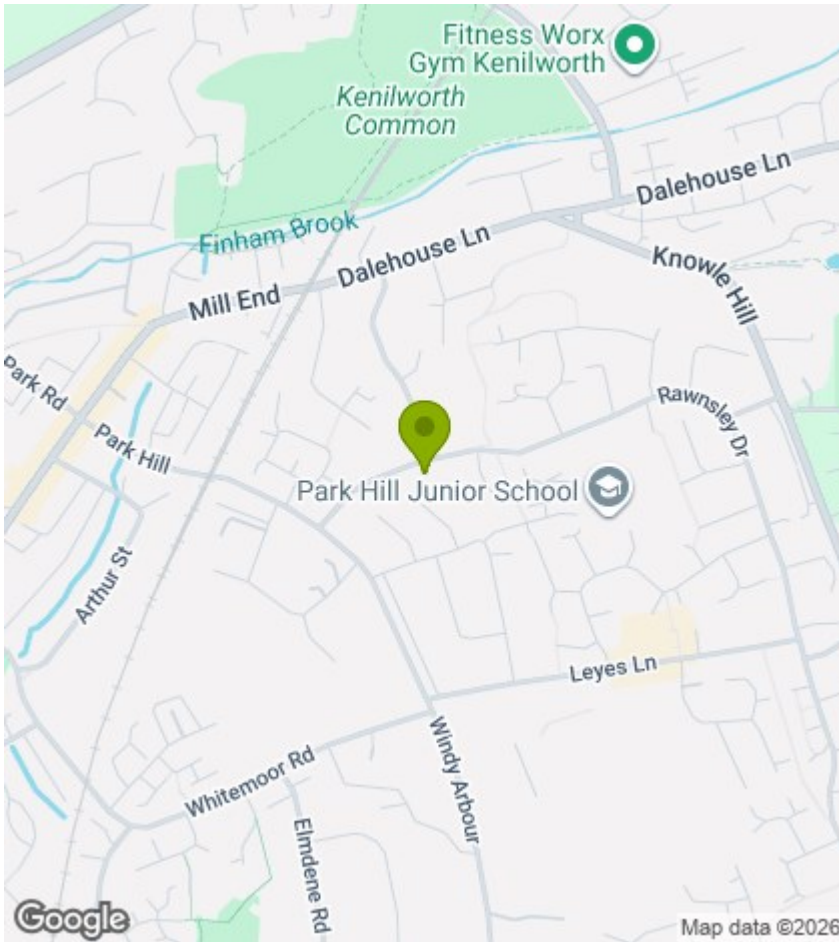 Fitness Worx
Gym Kenilworth
Kenilworth
Common
Dalehouse Ln
Finham Brook
Dalehouse Ln
Knowle Hill
Mill End
Park Rd
Rawnsley Dr
Park Hill
Park Hill Junior School
Arthur St
Leyes Ln
Windy Arbour
Whitemoor Rd
Elmdene Rd
Google
Map data ©2026